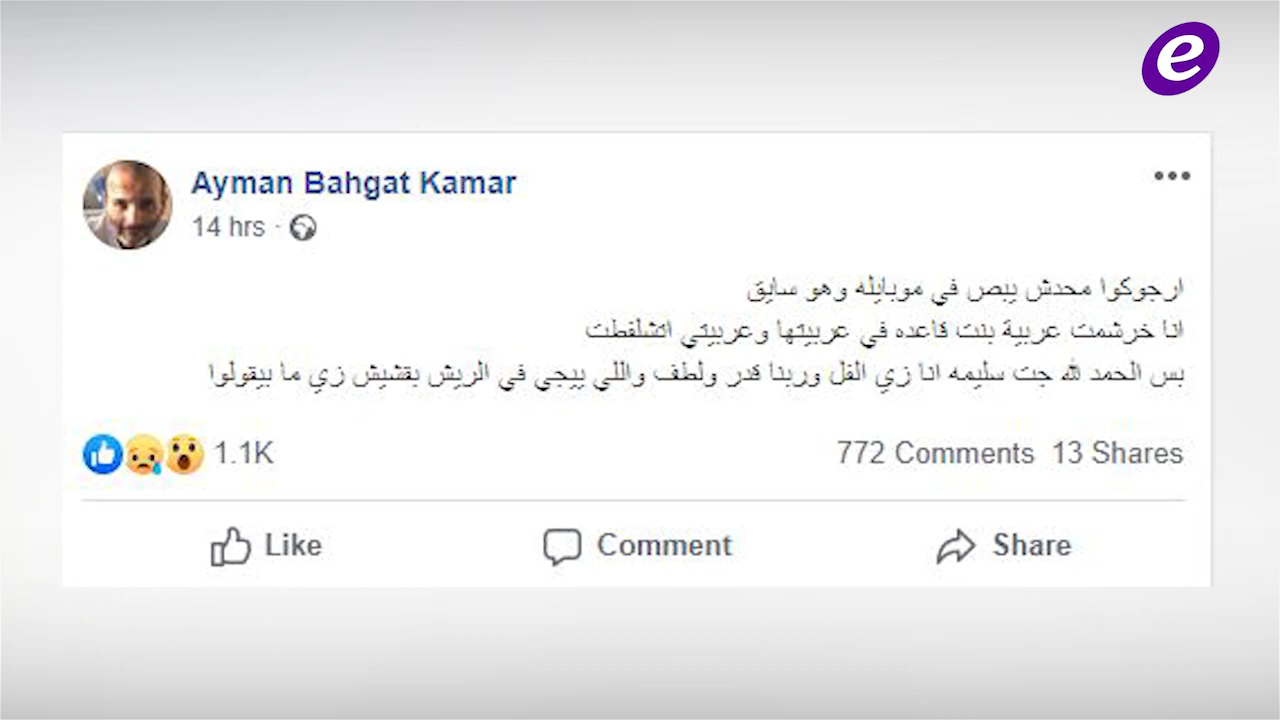 e
Ayman Bahgat Kamar
14 hrs ·
ارجوكوا محدش يبص في موبايله وهو سايق
انا خرشمت عربية بنت قاعده في عربيتها وعربيتي اتشلفطت
بس الحمد لله جت سليمه انا زي الفل وربنا قدر ولطف واللي ييجي في الريش بقشيش زي ما بيقولوا
1.1K
772 Comments 13 Shares
Like
Comment
Share